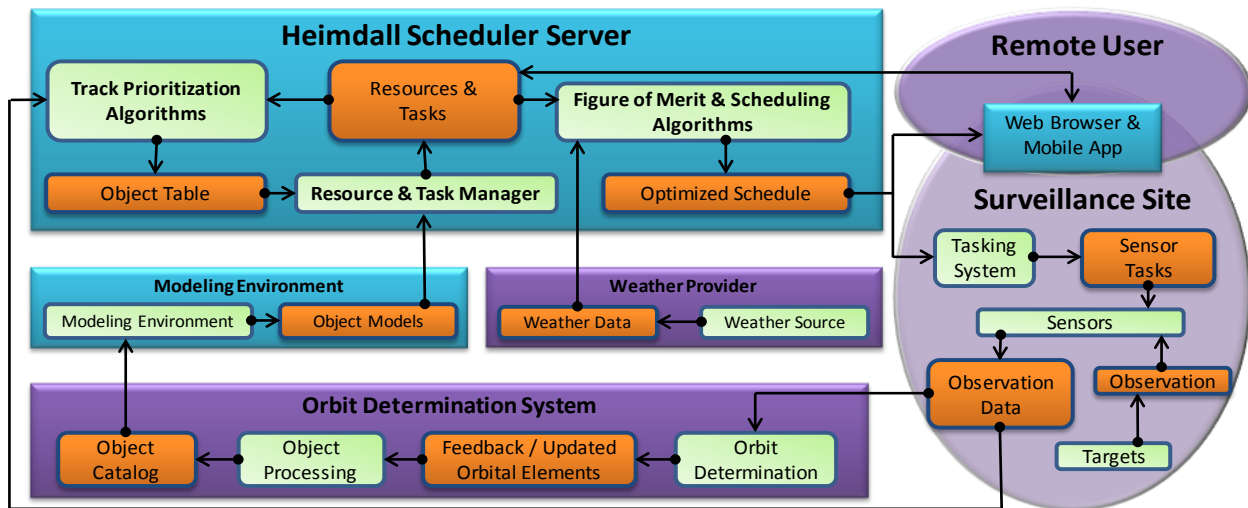 Heimdall Scheduler Server
Track Prioritization
Algorithms
Resources &
Tasks
Figure of Merit & Scheduling
Algorithms
Object Table
Resource & Task Manager
Optimized Schedule
Remote User
Web Browser &
Mobile App
Surveillance Site
Tasking
System
Sensor
Tasks
Sensors
Observation
Data
Observation
Targets
Modeling Environment
Modeling Environment
Object Models
Weather Provider
Weather Data
Weather Source
Orbit Determination System
Object
Catalog
Object
Processing
Feedback / Updated
Orbital Elements
Orbit
Determination